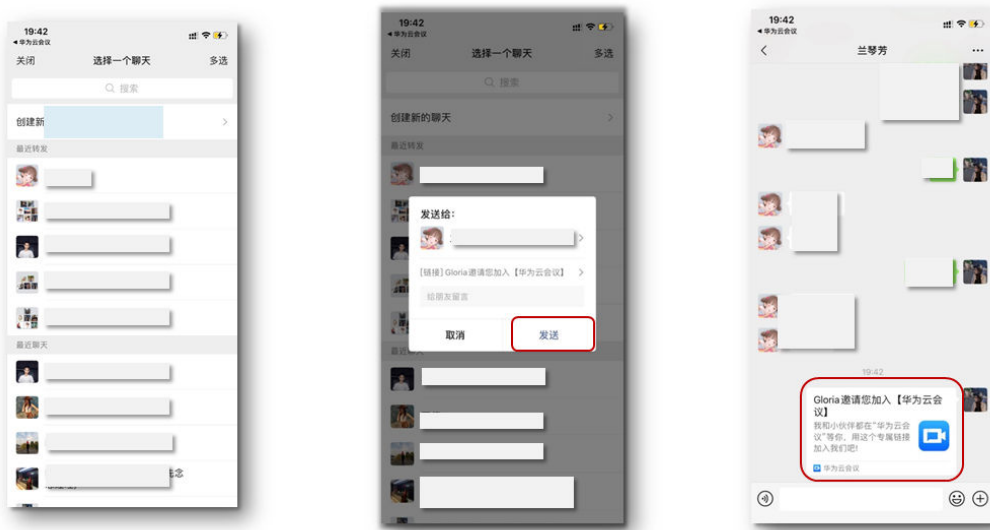 19:42
◀ 华为云会议
关闭 选择一个聊天 多选
搜索
创建新
最近转发
最近聊天
念
19:42
◀ 华为云会议
关闭 选择一个聊天 多选
搜索
创建新的聊天
最近转发
发送给:
[链接] Gloria邀请您加入【华为云会议】
给朋友留言
取消 发送
最近聊天
19:42
◀ 华为云会议
兰琴芳
19:42
Gloria邀请您加入【华为云会
议】
我和小伙伴都在“华为云会
议”等你，用这个专属链接
加入我们吧!
华为云会议